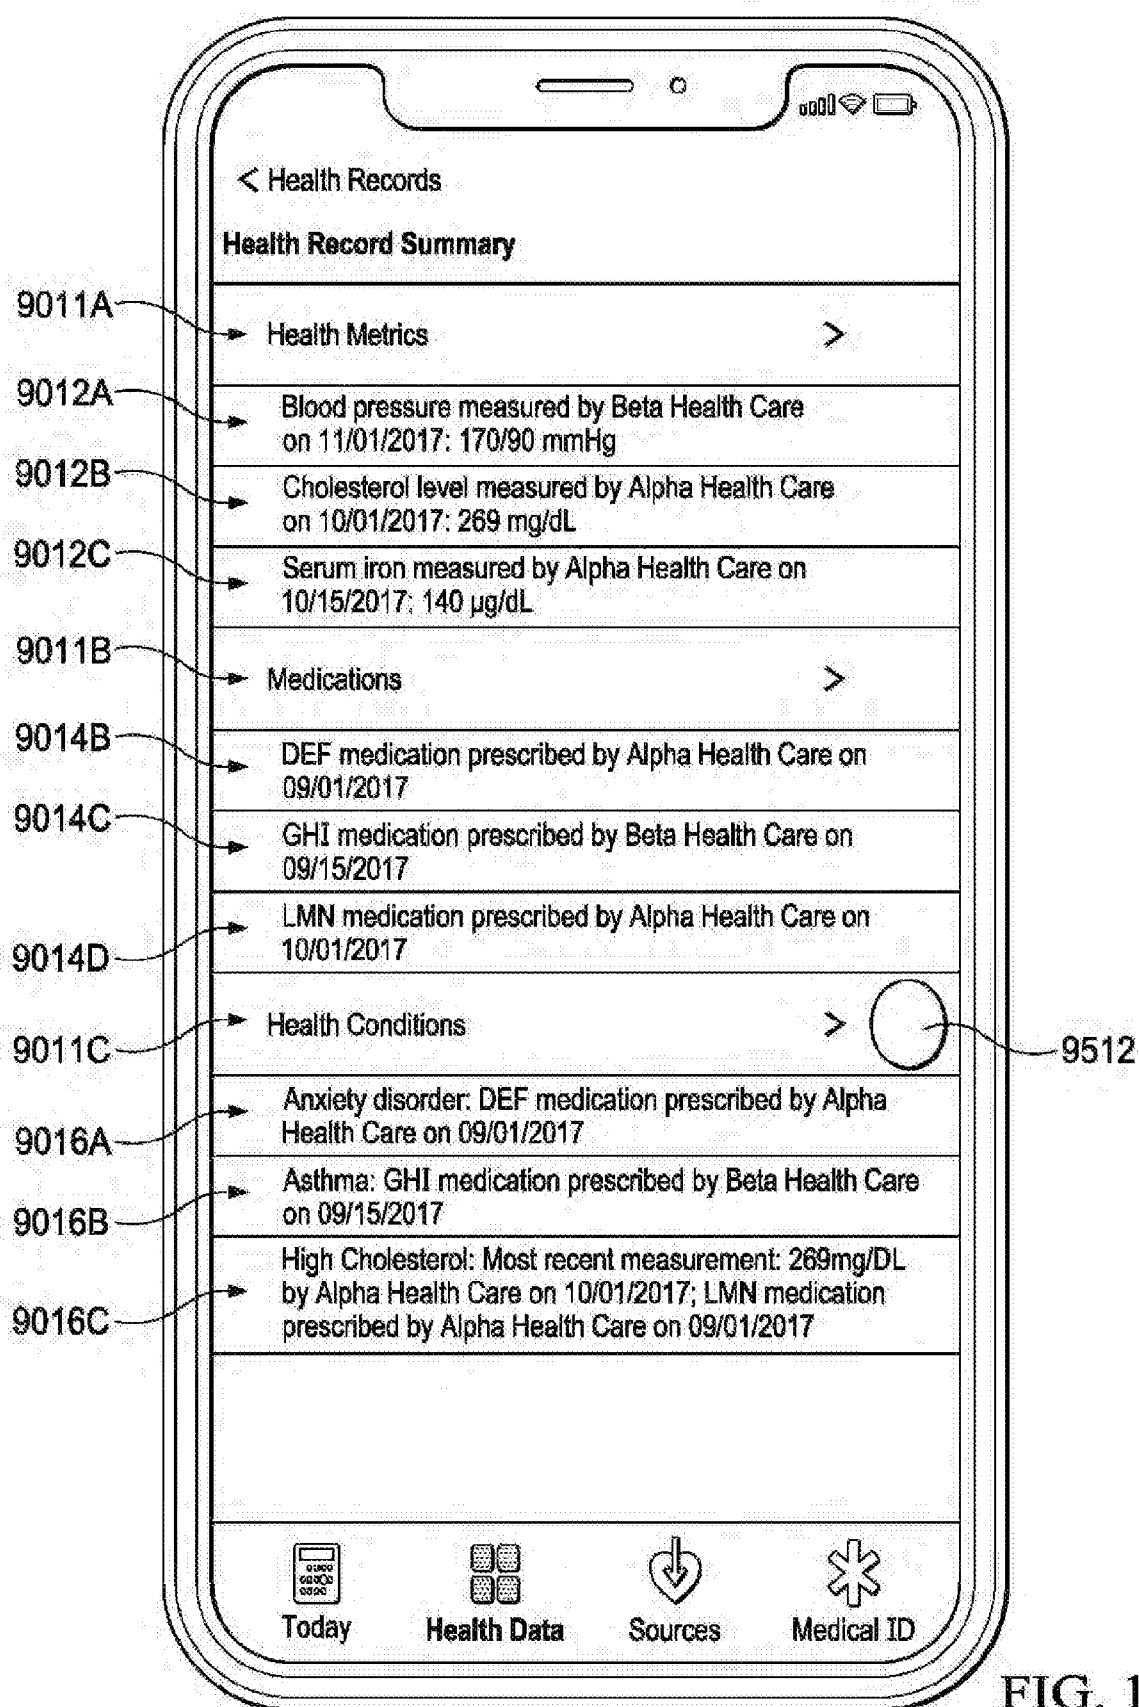 < Health Records
Health Record Summary
9011A
Health Metrics >
9012A
Blood pressure measured by Beta Health Care
on 11/01/2017: 170/90 mmHg
9012B
Cholesterol level measured by Alpha Health Care
on 10/01/2017: 269 mg/dL
9012C
Serum iron measured by Alpha Health Care on
10/15/2017: 140 µg/dL
9011B
Medications >
9014B
DEF medication prescribed by Alpha Health Care on
09/01/2017
9014C
GHI medication prescribed by Beta Health Care on
09/15/2017
9014D
LMN medication prescribed by Alpha Health Care on
10/01/2017
9011C
Health Conditions >
9512
9016A
Anxiety disorder: DEF medication prescribed by Alpha
Health Care on 09/01/2017
9016B
Asthma: GHI medication prescribed by Beta Health Care
on 09/15/2017
9016C
High Cholesterol: Most recent measurement: 269mg/DL
by Alpha Health Care on 10/01/2017; LMN medication
prescribed by Alpha Health Care on 09/01/2017
Today
Health Data
Sources
Medical ID
FIG. 1